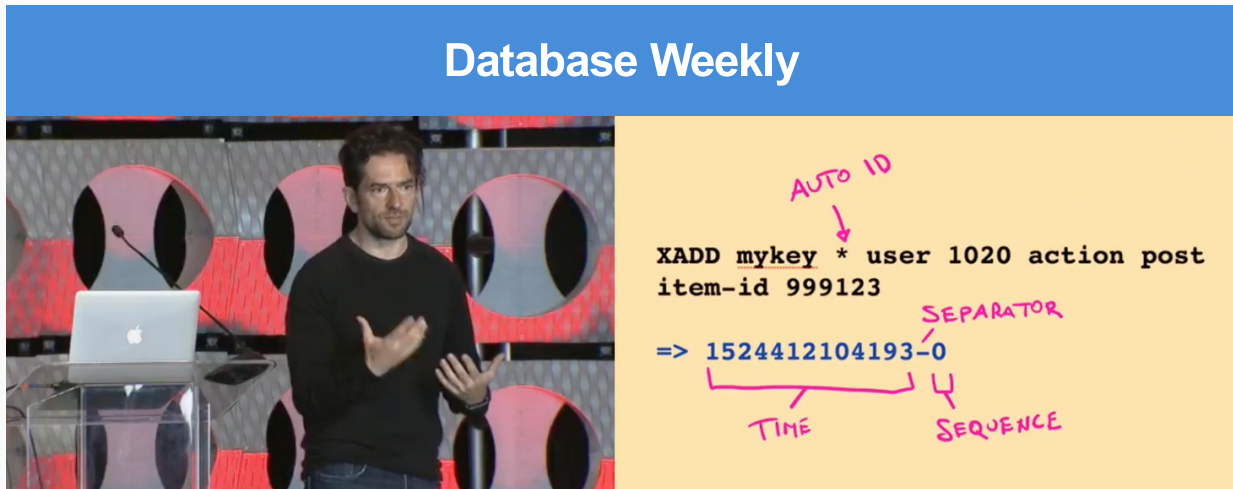 Database Weekly
AUTO ID
XADD mykey * user 1020 action post
item-id 999123
SEPARATOR
=> 1524412104193-0
TIME
SEQUENCE